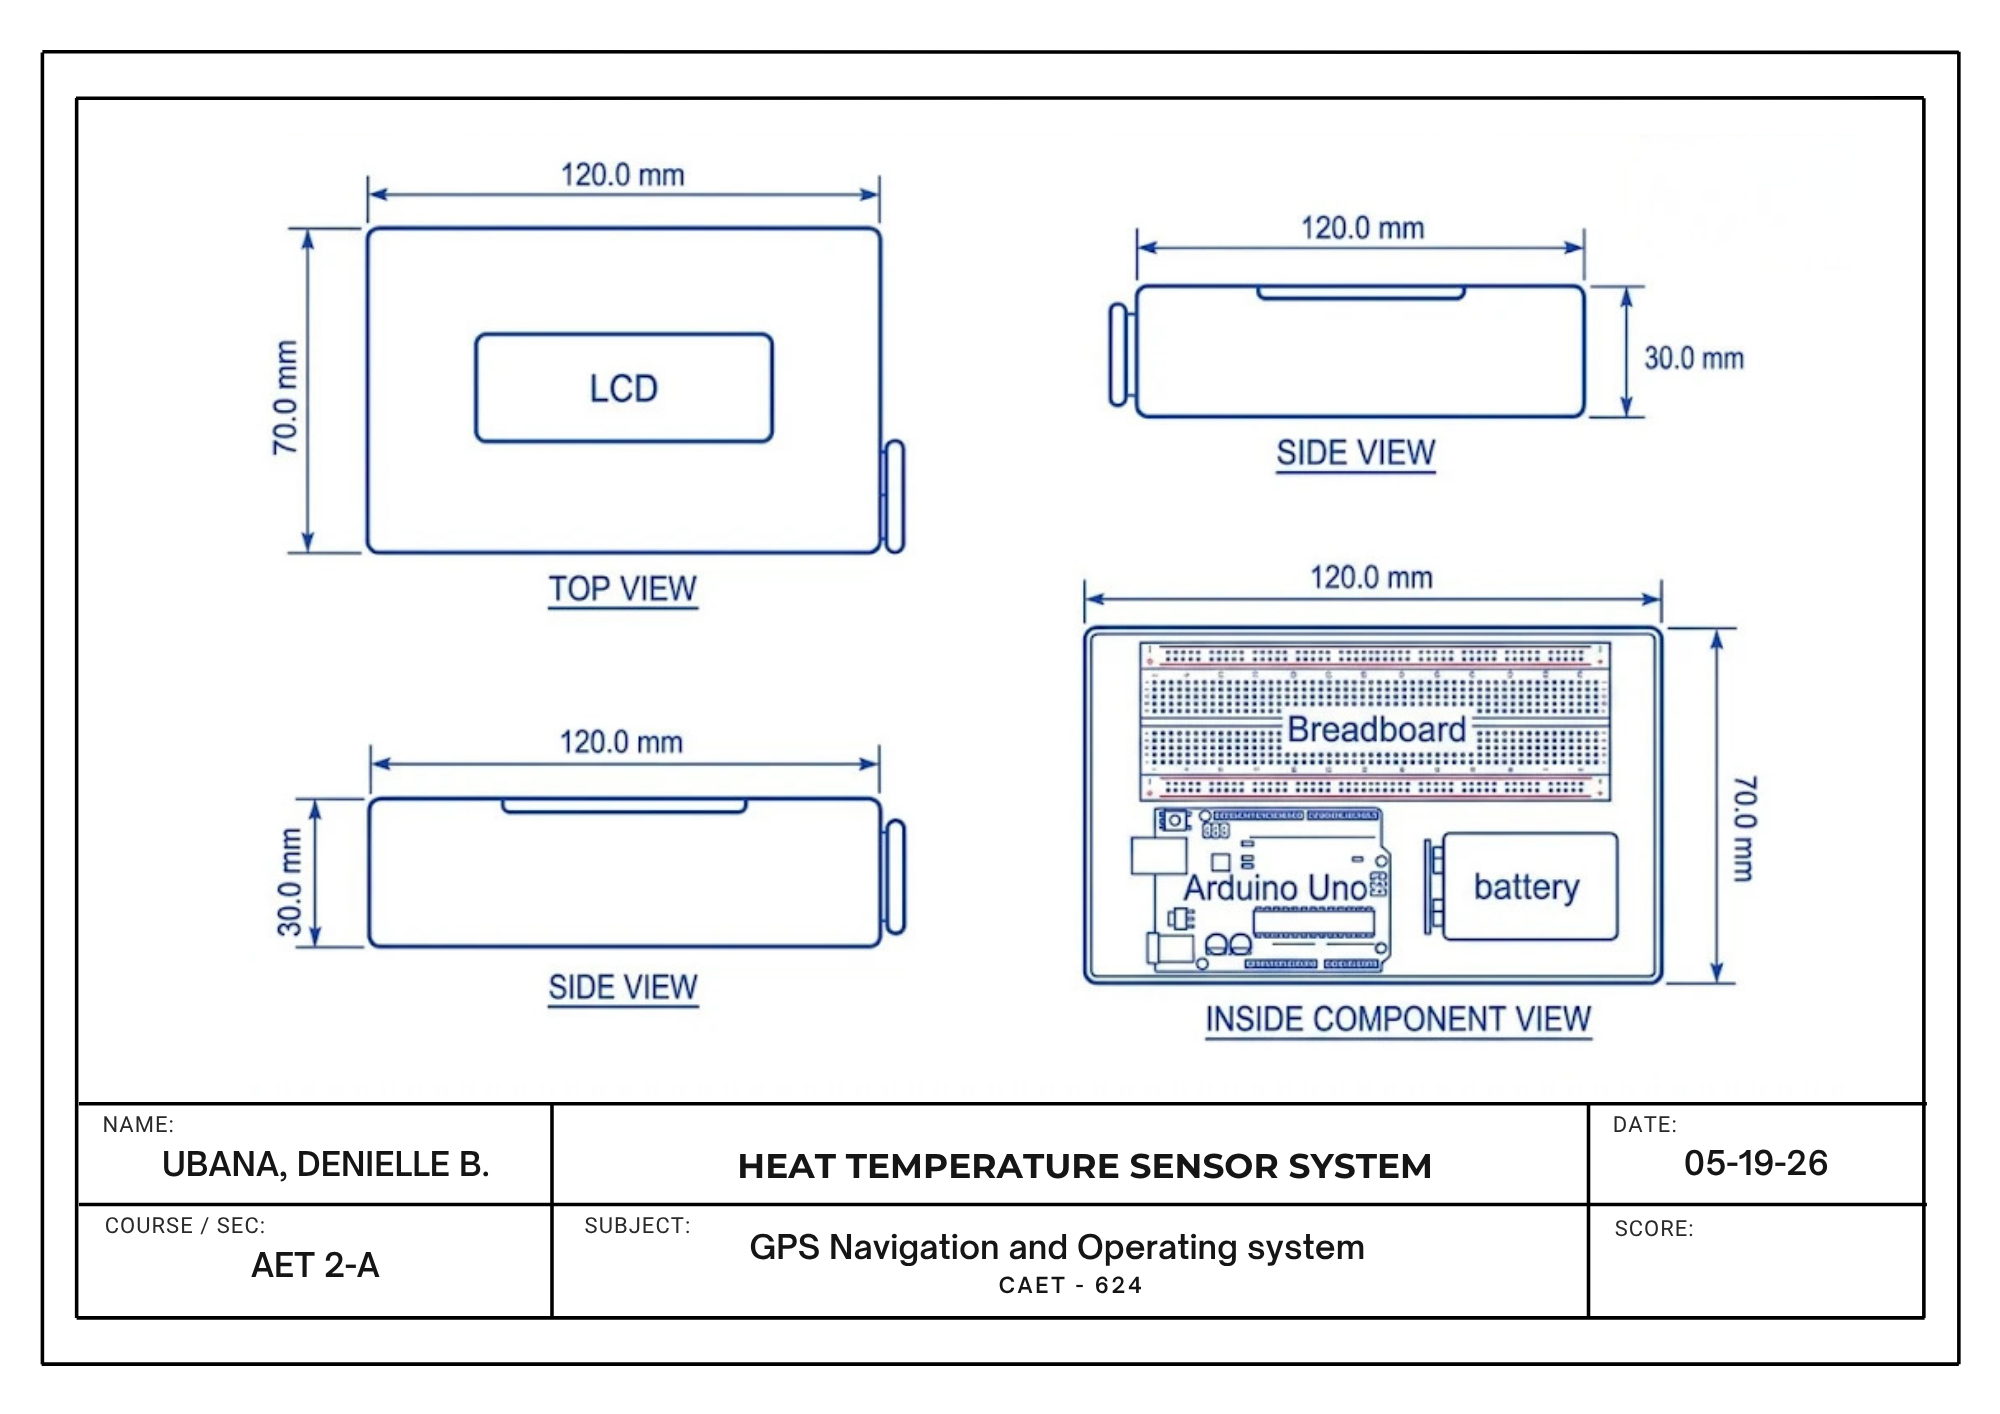 120.0 mm
70.0 mm
LCD
TOP VIEW
120.0 mm
30.0 mm
SIDE VIEW
120.0 mm
30.0 mm
SIDE VIEW
120.0 mm
70.0 mm
Breadboard
Arduino Uno
battery
INSIDE COMPONENT VIEW
NAME:
UBANA, DENIELLE B.
HEAT TEMPERATURE SENSOR SYSTEM
DATE:
05-19-26
COURSE / SEC:
AET 2-A
SUBJECT:
GPS Navigation and Operating system
CAET - 624
SCORE: